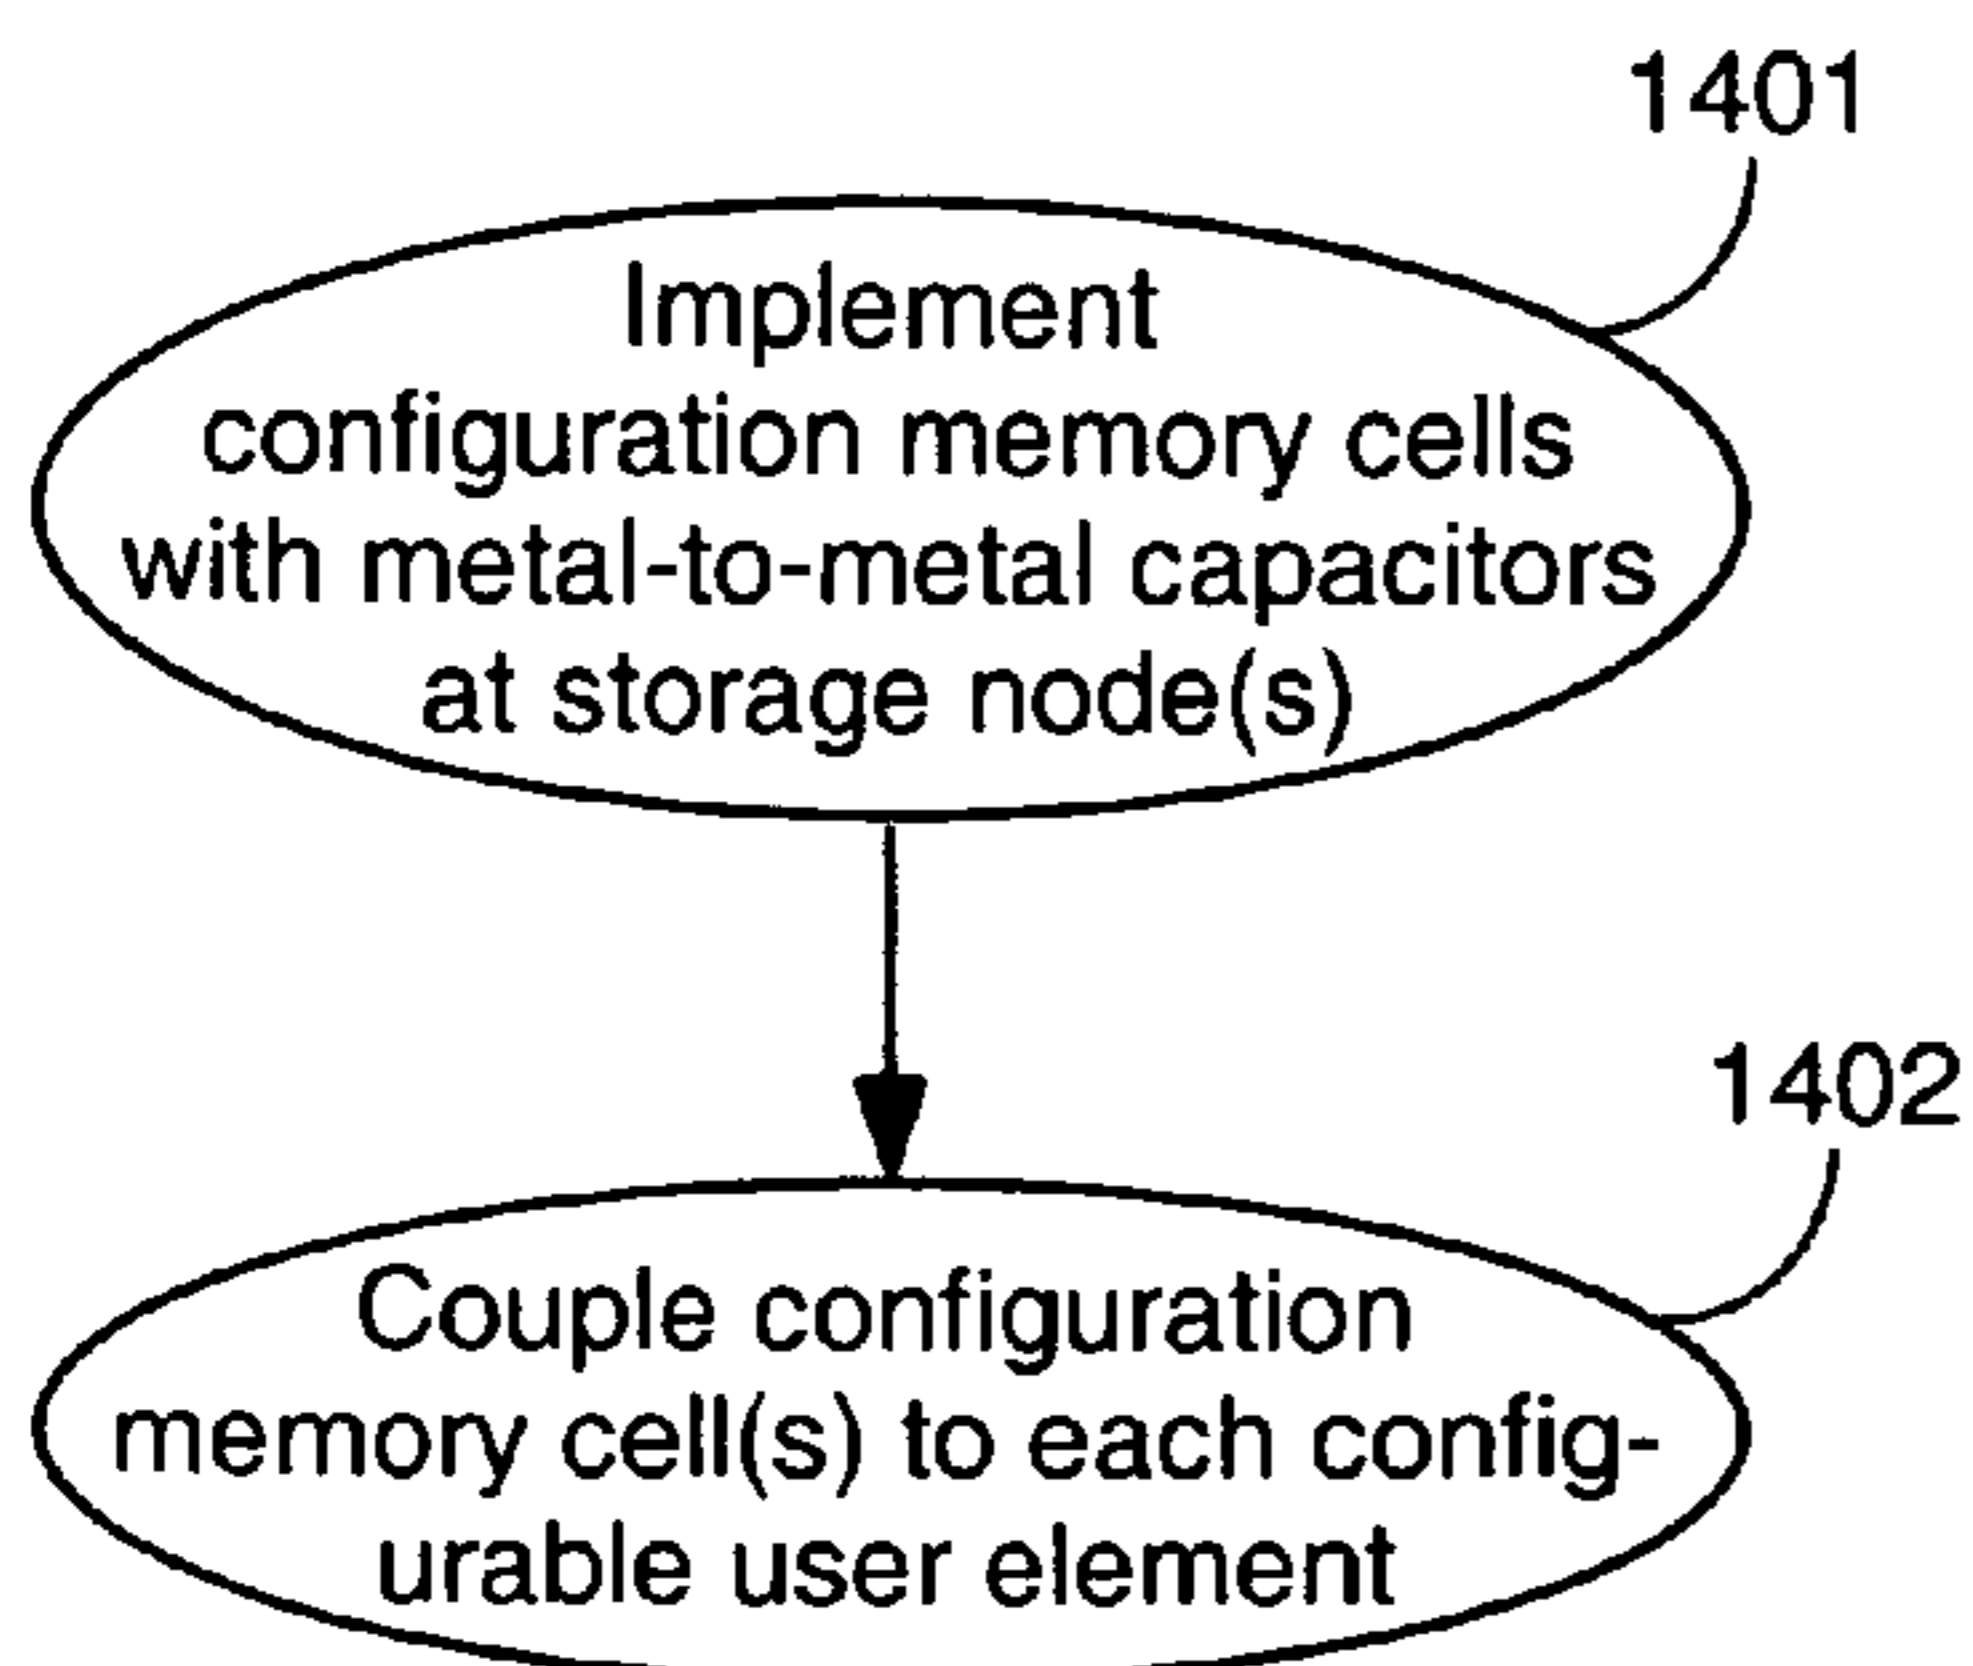 1401
Implement
configuration memory cells
with metal-to-metal capacitors
at storage node(s)
1402
Couple configuration
memory cell(s) to each config-
urable user element